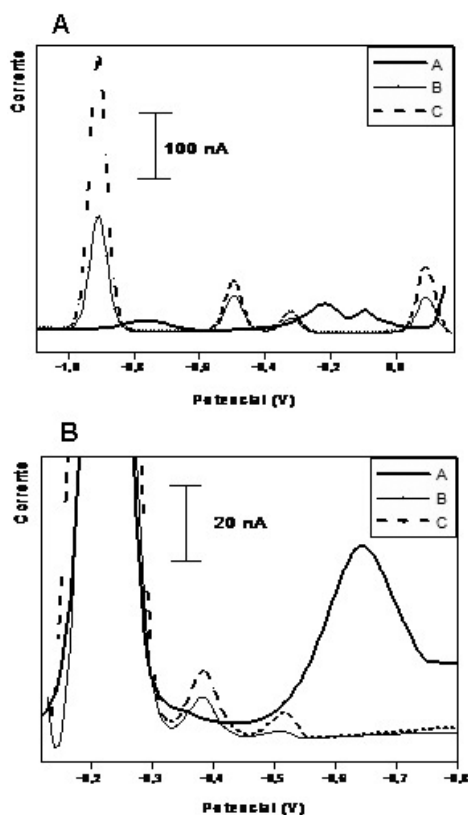 A
Corrente
A
B
C
100 nA
-1,0 -0,8 -0,6 -0,4 -0,2 0,0
Potencial (V)
B
Corrente
A
B
C
20 nA
-0,2 -0,3 -0,4 -0,5 -0,6 -0,7 -0,8
Potencial (V)